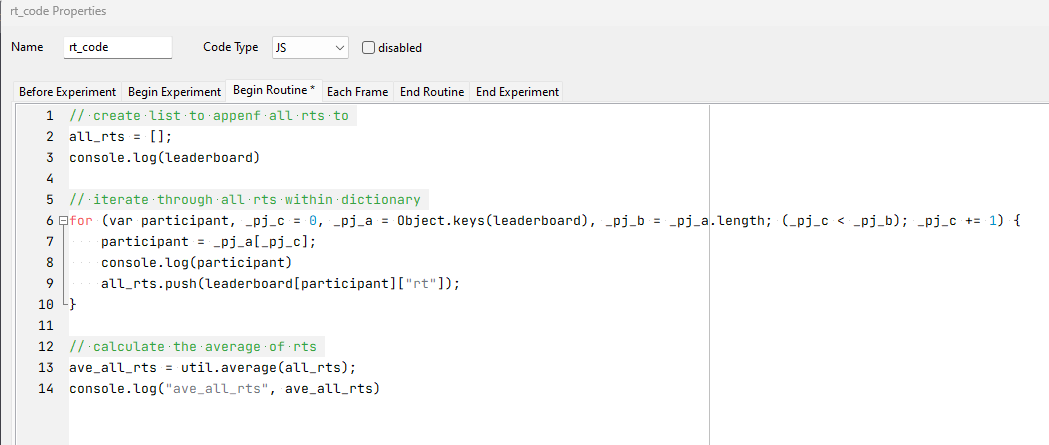 rt_code Properties
Name rt_code Code Type JS disabled
Before Experiment Begin Experiment Begin Routine * Each Frame End Routine End Experiment
1 // create list to appenf all rts to
2 all_rts = [];
3 console.log(leaderboard)
4
5 // iterate through all rts within dictionary
6 for (var participant, _pj_c = 0, _pj_a = Object.keys(leaderboard), _pj_b = _pj_a.length; (_pj_c < _pj_b); _pj_c += 1) {
7     participant = _pj_a[_pj_c];
8     console.log(participant)
9     all_rts.push(leaderboard[participant]["rt"]);
10 }
11
12 // calculate the average of rts
13 ave_all_rts = util.average(all_rts);
14 console.log("ave_all_rts", ave_all_rts)